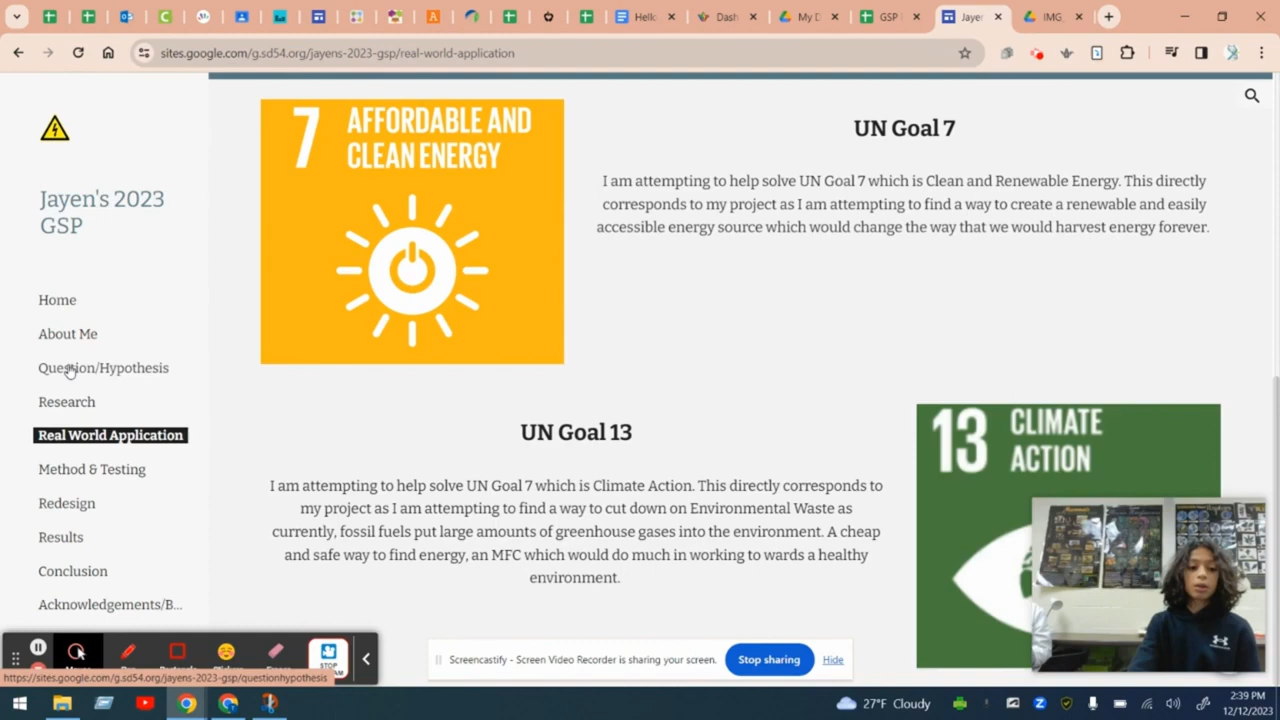 Hello
Dash
My D
GSP
Jayer
IMG_
sites.google.com/g.sd54.org/jayens-2023-gsp/real-world-application
Jayen's 2023
GSP
Home
About Me
Question/Hypothesis
Research
Real World Application
Method & Testing
Redesign
Results
Conclusion
Acknowledgements/B...
7 AFFORDABLE AND
CLEAN ENERGY
UN Goal 7
I am attempting to help solve UN Goal 7 which is Clean and Renewable Energy. This directly
corresponds to my project as I am attempting to find a way to create a renewable and easily
accessible energy source which would change the way that we would harvest energy forever.
UN Goal 13
I am attempting to help solve UN Goal 7 which is Climate Action. This directly corresponds to
my project as I am attempting to find a way to cut down on Environmental Waste as
currently, fossil fuels put large amounts of greenhouse gases into the environment. A cheap
and safe way to find energy, an MFC which would do much in working to wards a healthy
environment.
13 CLIMATE
ACTION
STOP
Screencastify - Screen Video Recorder is sharing your screen.
Stop sharing
Hide
https://sites.google.com/g.sd54.org/jayens-2023-gsp/questionhypothesis
27°F Cloudy
2:39 PM
12/12/2023